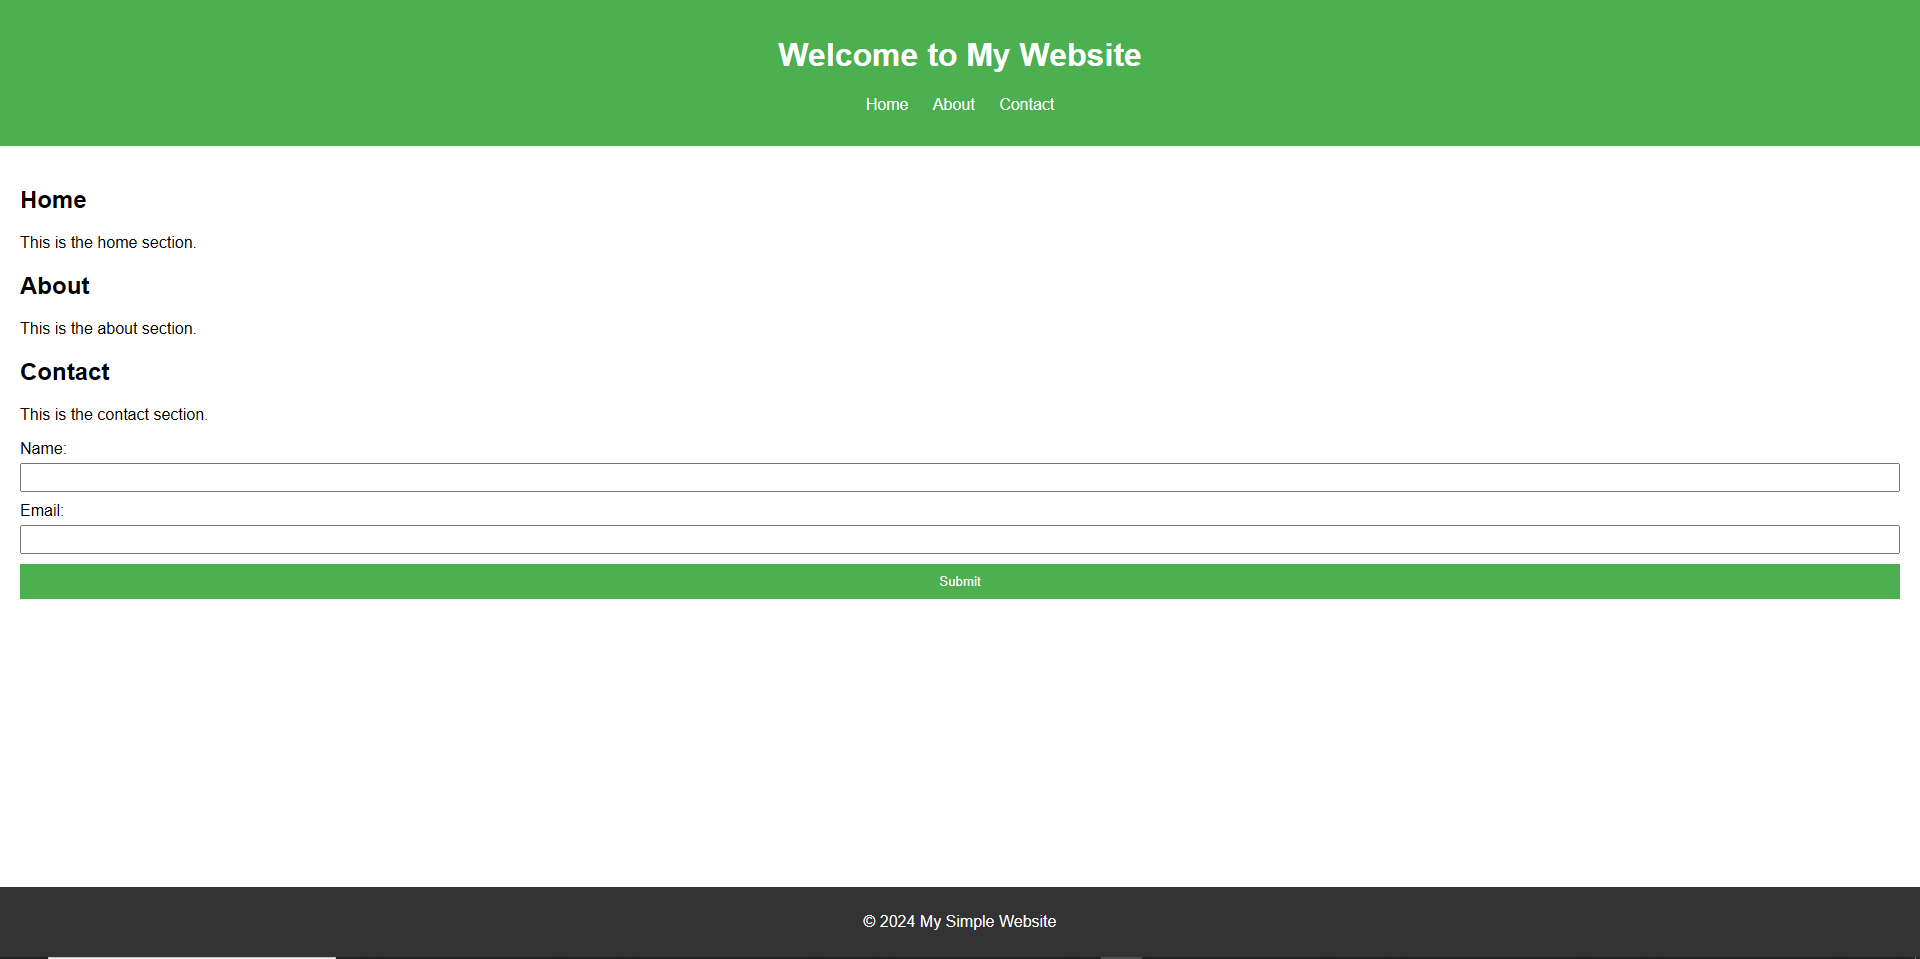 Welcome to My Website
Home About Contact
Home
This is the home section.
About
This is the about section.
Contact
This is the contact section.
Name:
Email:
Submit
© 2024 My Simple Website